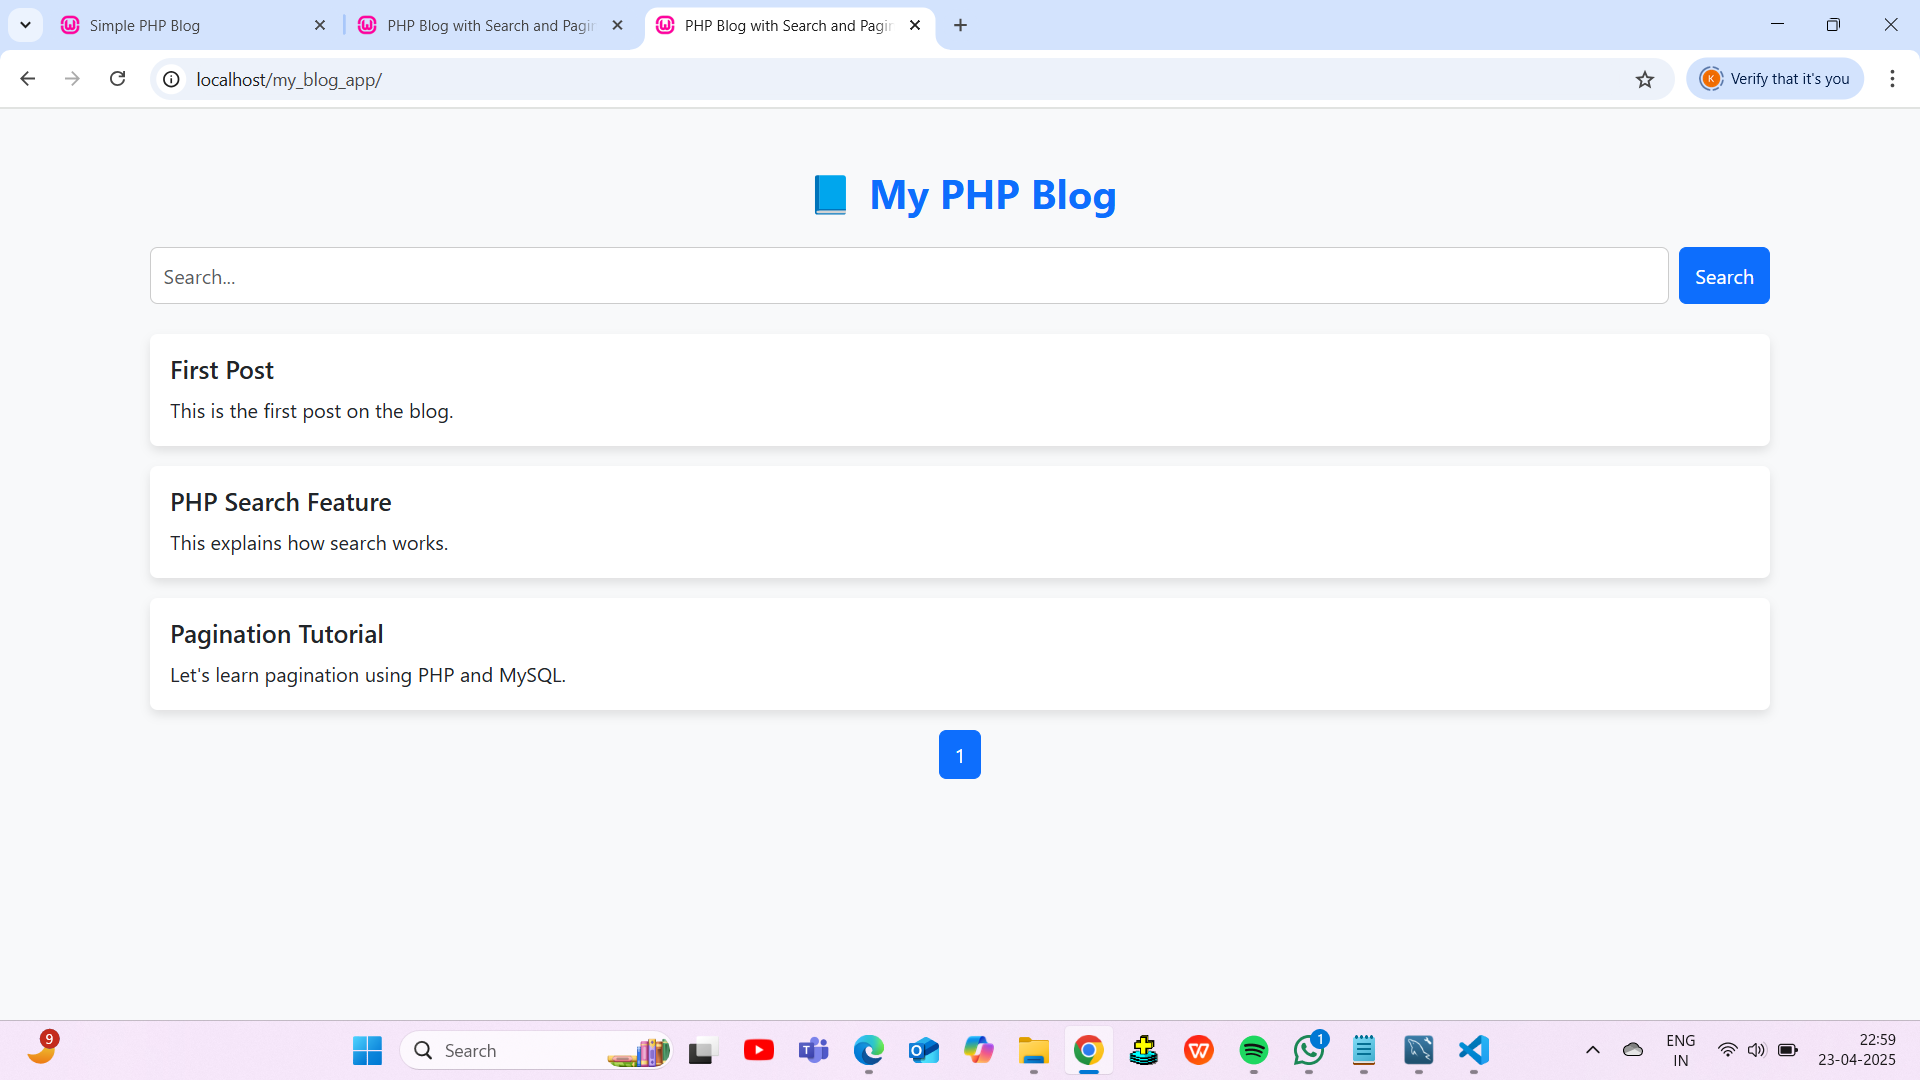 Simple PHP Blog
PHP Blog with Search and Pagin
PHP Blog with Search and Pagin
localhost/my_blog_app/
K
Verify that it's you
My PHP Blog
Search...
Search
First Post
This is the first post on the blog.
PHP Search Feature
This explains how search works.
Pagination Tutorial
Let's learn pagination using PHP and MySQL.
1
9
Search
1
ENG
IN
22:59
23-04-2025